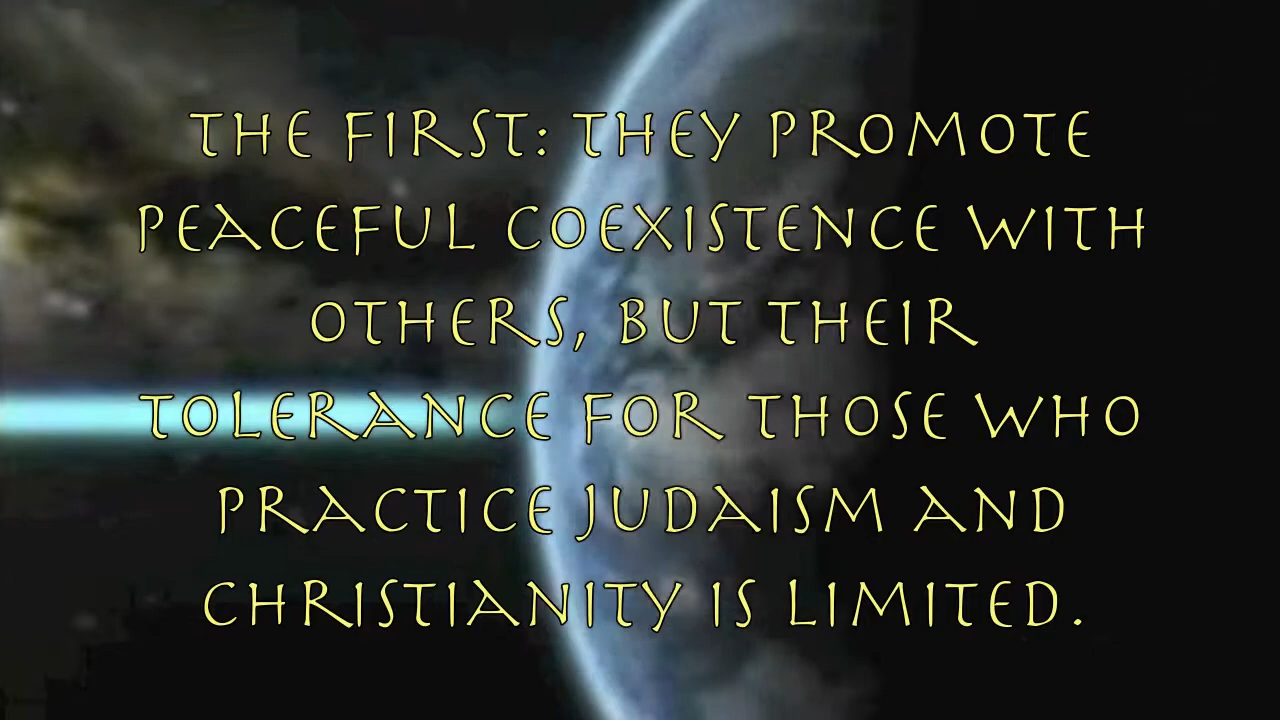 THE FIRST: THEY PROMOTE
PEACEFUL COEXISTENCE WITH
OTHERS, BUT THEIR
TOLERANCE FOR THOSE WHO
PRACTICE JUDAISM AND
CHRISTIANITY IS LIMITED.